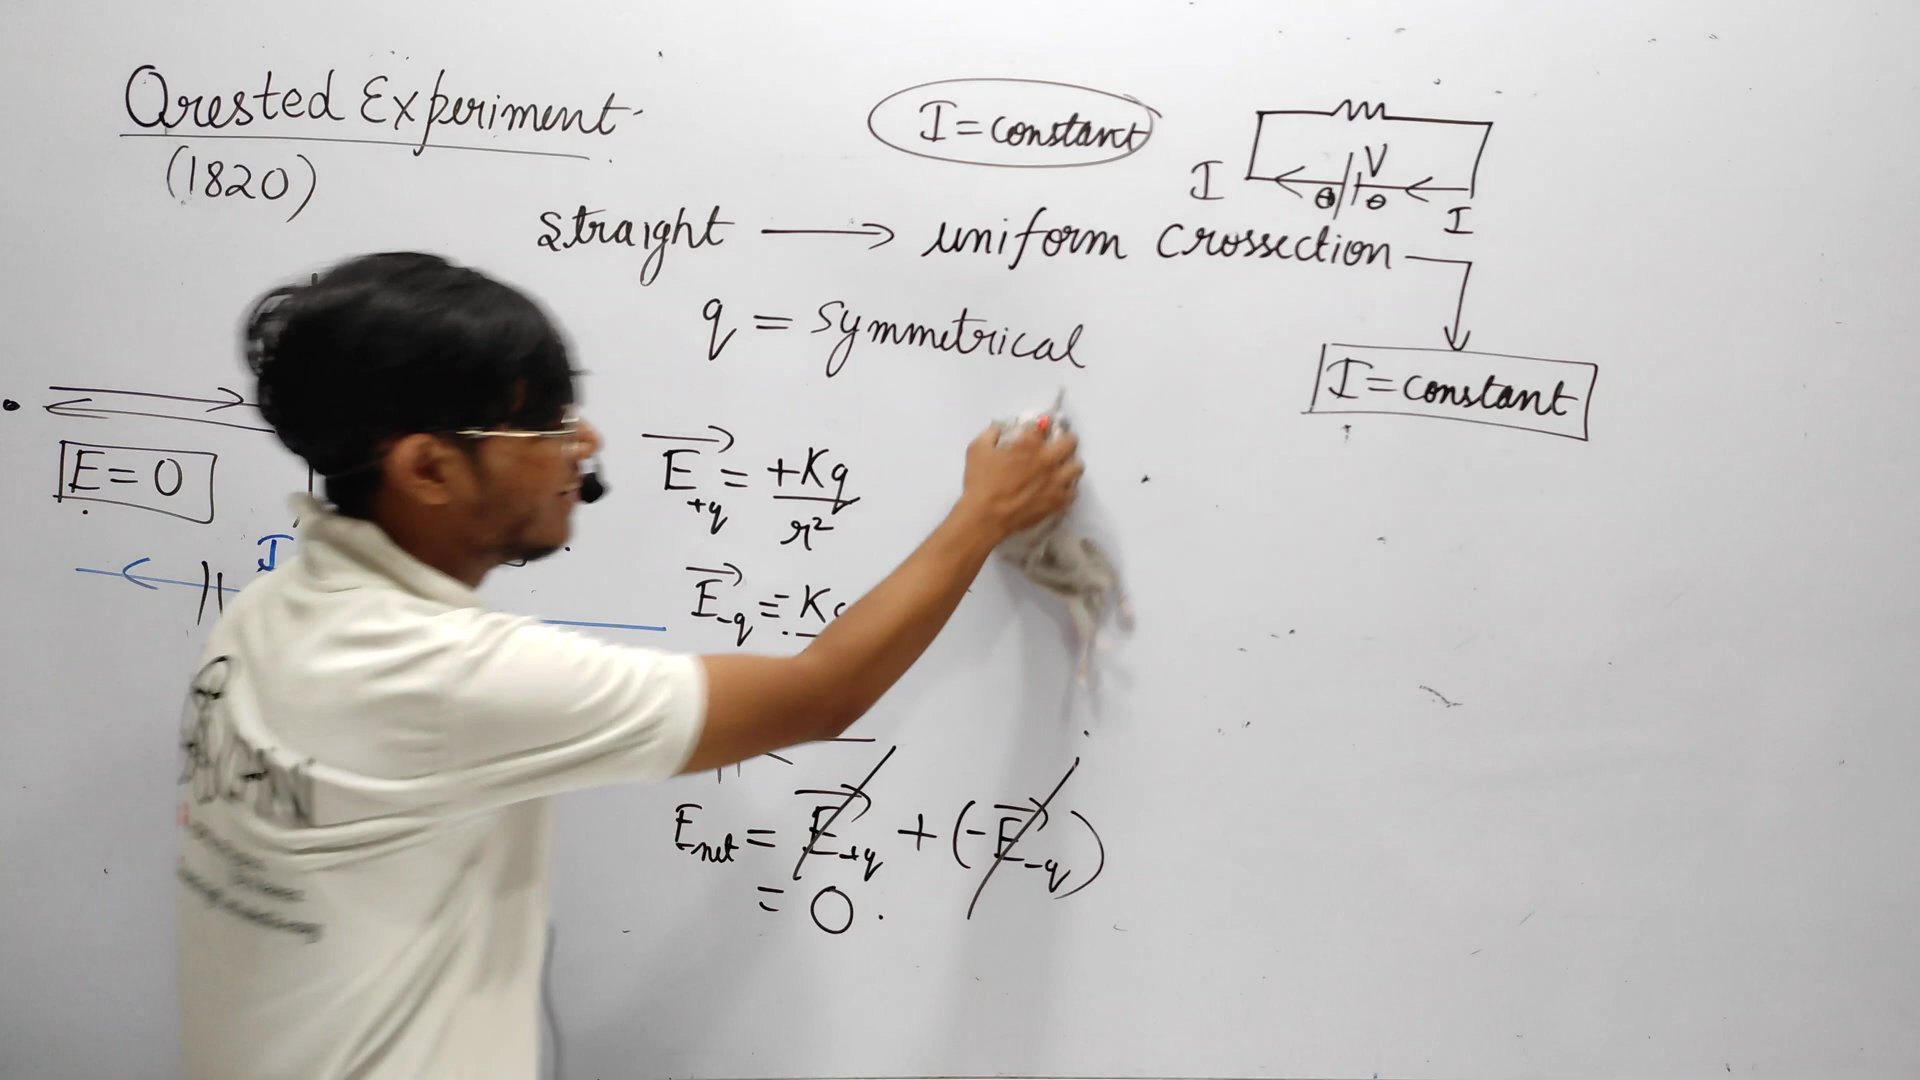 Orested Experiment
(1820)
I = constant
V
I
I
straight → uniform crossection
q = symmetrical
I = constant
E = 0
I
E+q = +Kq/r²
E-q = K
Enet = E+q + (-E-q)
= 0.